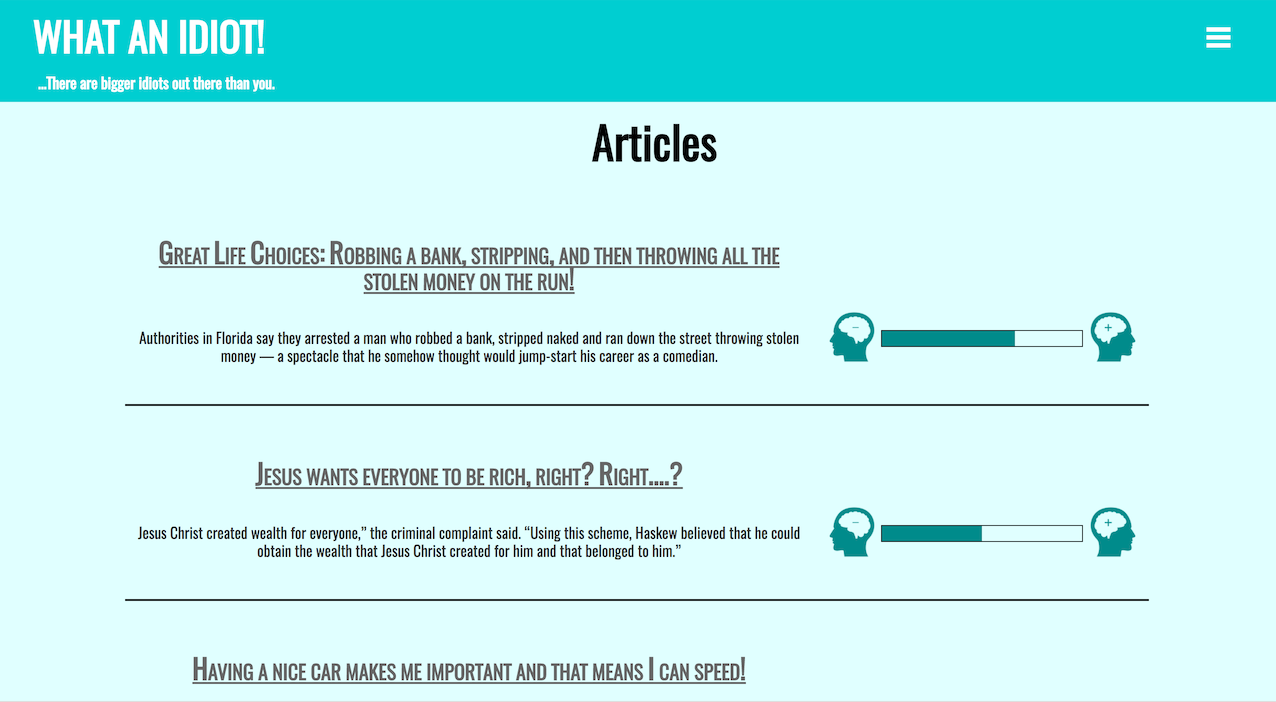 WHAT AN IDIOT!
...There are bigger idiots out there than you.
Articles
Great Life Choices: Robbing a bank, stripping, and then throwing all the
stolen money on the run!
Authorities in Florida say they arrested a man who robbed a bank, stripped naked and ran down the street throwing stolen
money — a spectacle that he somehow thought would jump-start his career as a comedian.
- +
Jesus wants everyone to be rich, right? Right....?
Jesus Christ created wealth for everyone,” the criminal complaint said. “Using this scheme, Haskew believed that he could
obtain the wealth that Jesus Christ created for him and that belonged to him.”
- +
Having a nice car makes me important and that means I can speed!